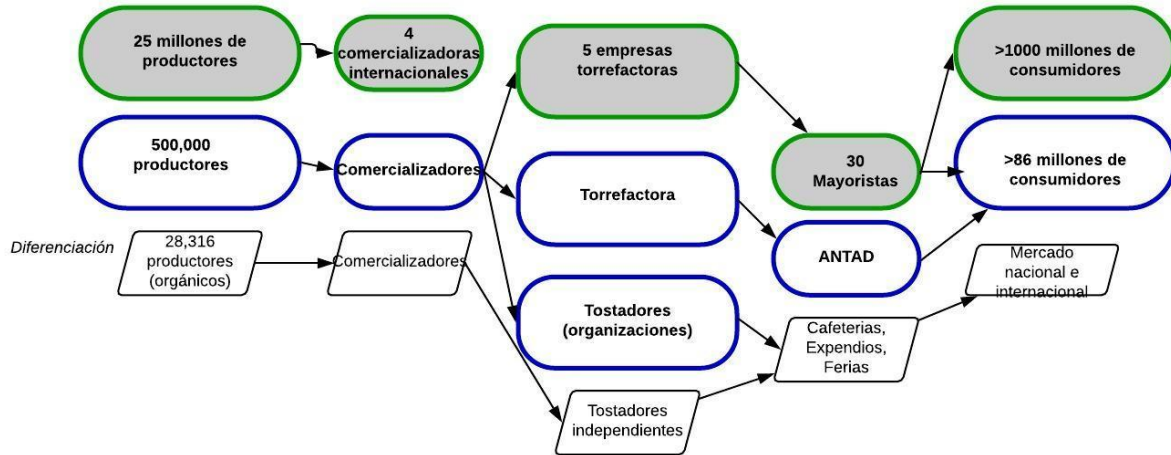 25 millones de
productores
4
comercializadoras
internacionales
5 empresas
torrefactoras
>1000 millones de
consumidores
500,000
productores
Comercializadores
Torrefactora
30
Mayoristas
>86 millones de
consumidores
Diferenciación
28,316
productores
(orgánicos)
Comercializadores
ANTAD
Mercado
nacional e
internacional
Tostadores
(organizaciones)
Cafeterias,
Expendios,
Ferias
Tostadores
independientes